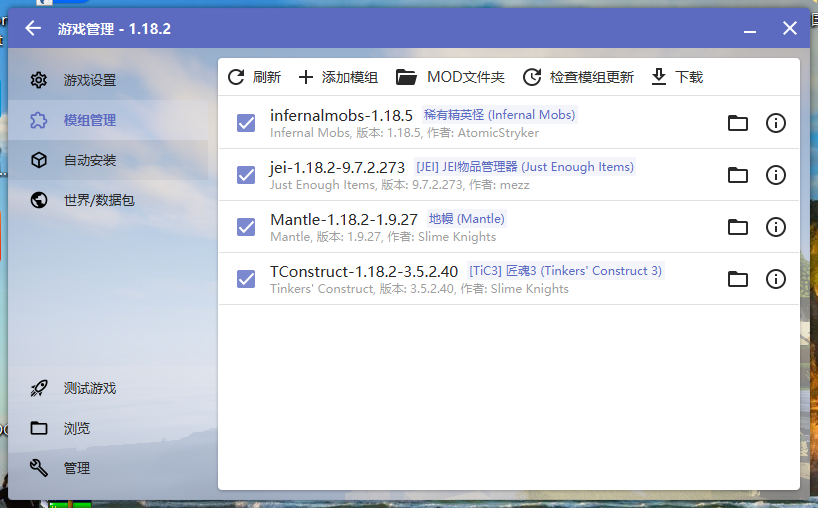 游戏管理 - 1.18.2
游戏设置
模组管理
自动安装
世界/数据包
测试游戏
浏览
管理
刷新 添加模组 MOD文件夹 检查模组更新 下载
infernalmobs-1.18.5 稀有精英怪 (Infernal Mobs)
Infernal Mobs, 版本: 1.18.5, 作者: AtomicStryker
jei-1.18.2-9.7.2.273 [JEI] JEI物品管理器 (Just Enough Items)
Just Enough Items, 版本: 9.7.2.273, 作者: mezz
Mantle-1.18.2-1.9.27 地幔 (Mantle)
Mantle, 版本: 1.9.27, 作者: Slime Knights
TConstruct-1.18.2-3.5.2.40 [TiC3] 匠魂3 (Tinkers' Construct 3)
Tinkers' Construct, 版本: 3.5.2.40, 作者: Slime Knights